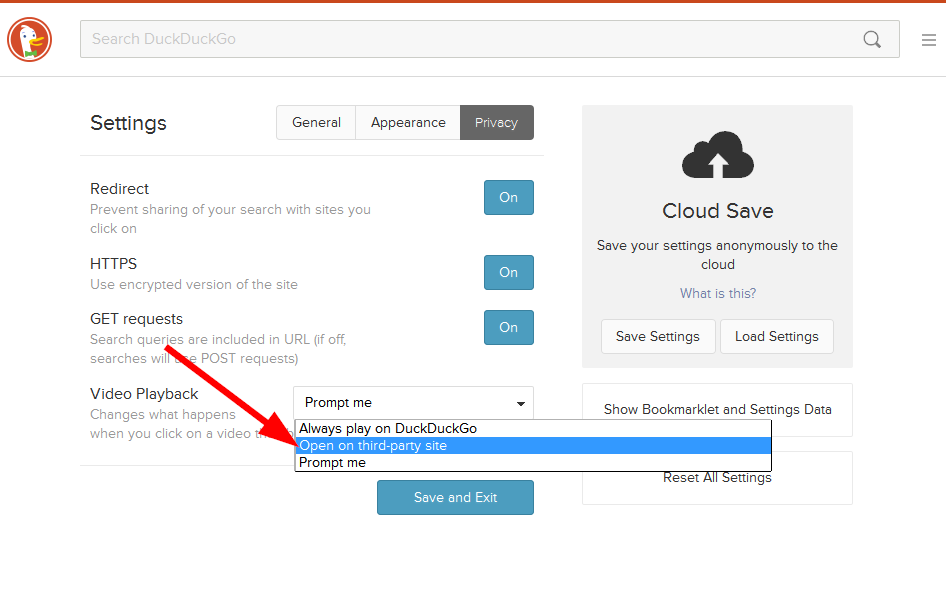 Search DuckDuckGo
Settings
General
Appearance
Privacy
Redirect
Prevent sharing of your search with sites you
click on
On
HTTPS
Use encrypted version of the site
On
GET requests
Search queries are included in URL (if off,
searches will POST requests)
On
Video Playback
Changes what happens
when you click on a video
Prompt me
Always play on DuckDuckGo
Open on third-party site
Prompt me
Save and Exit
Cloud Save
Save your settings anonymously to the
cloud
What is this?
Save Settings
Load Settings
Show Bookmarklet and Settings Data
Reset All Settings